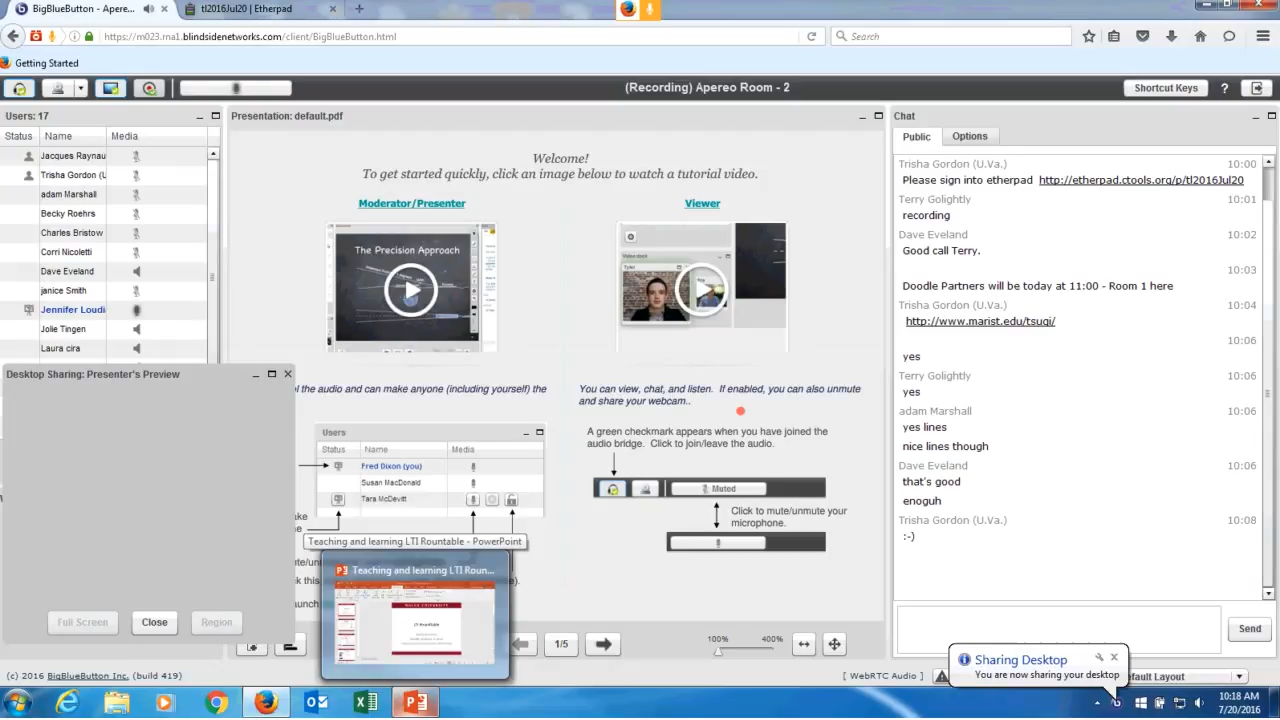 BigBlueButton - Apere...
tl2016Jul20 | Etherpad
https://m023.rna1.blindsidenetworks.com/client/BigBlueButton.html
Search
Getting Started
(Recording) Apereo Room - 2
Shortcut Keys
?
Users: 17
Status Name Media
Jacques Raynau
Trisha Gordon (U
adam Marshall
Becky Roehrs
Charles Bristow
Corri Nicoletti
Dave Eveland
janice Smith
Jennifer Loudi
Jolie Tingen
Laura cira
Presentation: default.pdf
Welcome!
To get started quickly, click an image below to watch a tutorial video.
Moderator/Presenter
Viewer
The Precision Approach
Video dock
Tyler
l the audio and can make anyone (including yourself) the
You can view, chat, and listen. If enabled, you can also unmute
and share your webcam..
A green checkmark appears when you have joined the
audio bridge. Click to join/leave the audio.
Users
Status Name Media
Fred Dixon (you)
Susan MacDonald
Tara McDevitt
Muted
Click to mute/unmute your
microphone.
Desktop Sharing: Presenter's Preview
Full Screen
Close
Region
Teaching and learning LTI Rountable - PowerPoint
Teaching and learning LTI Roun...
1/5
100% 400%
Chat
Public
Options
Trisha Gordon (U.Va.) 10:00
Please sign into etherpad http://etherpad.ctools.org/p/tl2016Jul20
Terry Golightly 10:01
recording
Dave Eveland 10:02
Good call Terry.
10:03
Doodle Partners will be today at 11:00 - Room 1 here
Trisha Gordon (U.Va.) 10:04
http://www.marist.edu/tsugi/
10:06
yes
Terry Golightly 10:06
yes
adam Marshall 10:06
yes lines
nice lines though
Dave Eveland 10:06
that's good
enoguh
Trisha Gordon (U.Va.) 10:08
:-)
Send
Sharing Desktop
You are now sharing your desktop
(c) 2016 BigBlueButton Inc. (build 419)
[ WebRTC Audio ]
efault Layout
10:18 AM
7/20/2016